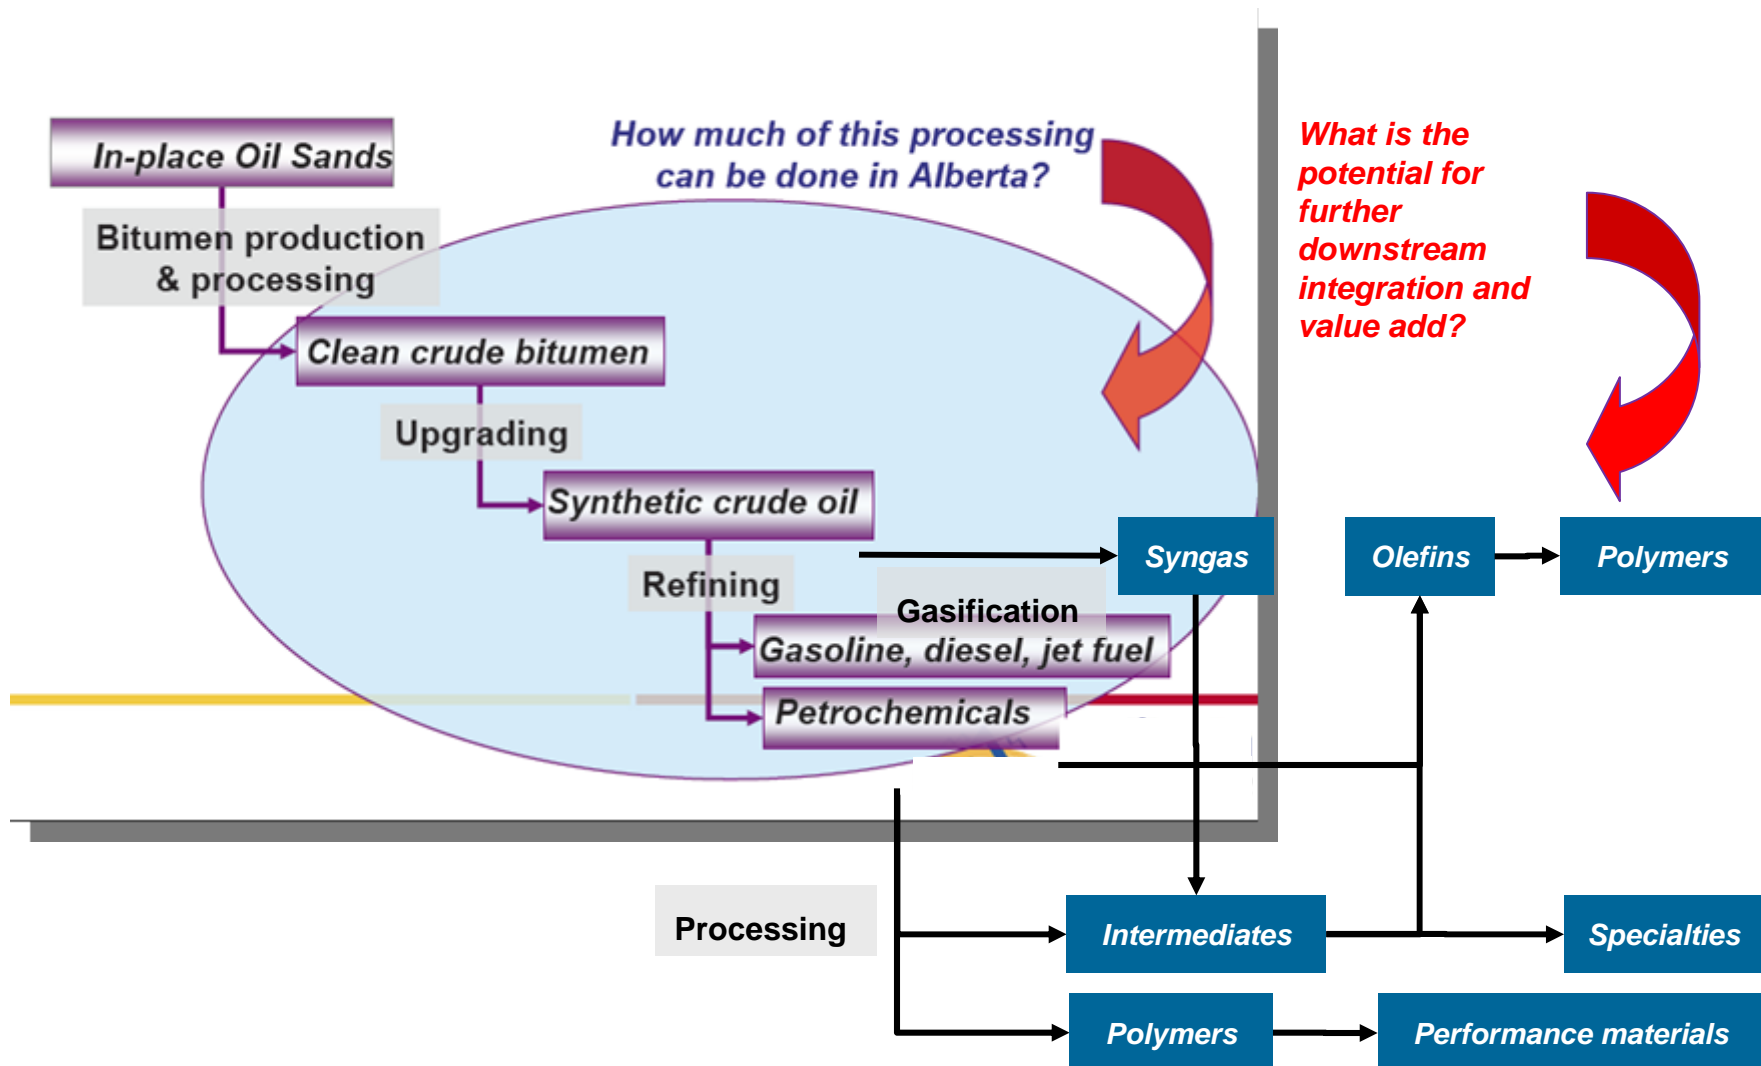 In-place Oil Sands
Bitumen production
& processing
Clean crude bitumen
Upgrading
Synthetic crude oil
Refining
Gasification
Gasoline, diesel, jet fuel
Petrochemicals
How much of this processing
can be done in Alberta?
What is the
potential for
further
downstream
integration and
value add?
Syngas
Olefins
Polymers
Processing
Intermediates
Specialties
Polymers
Performance materials